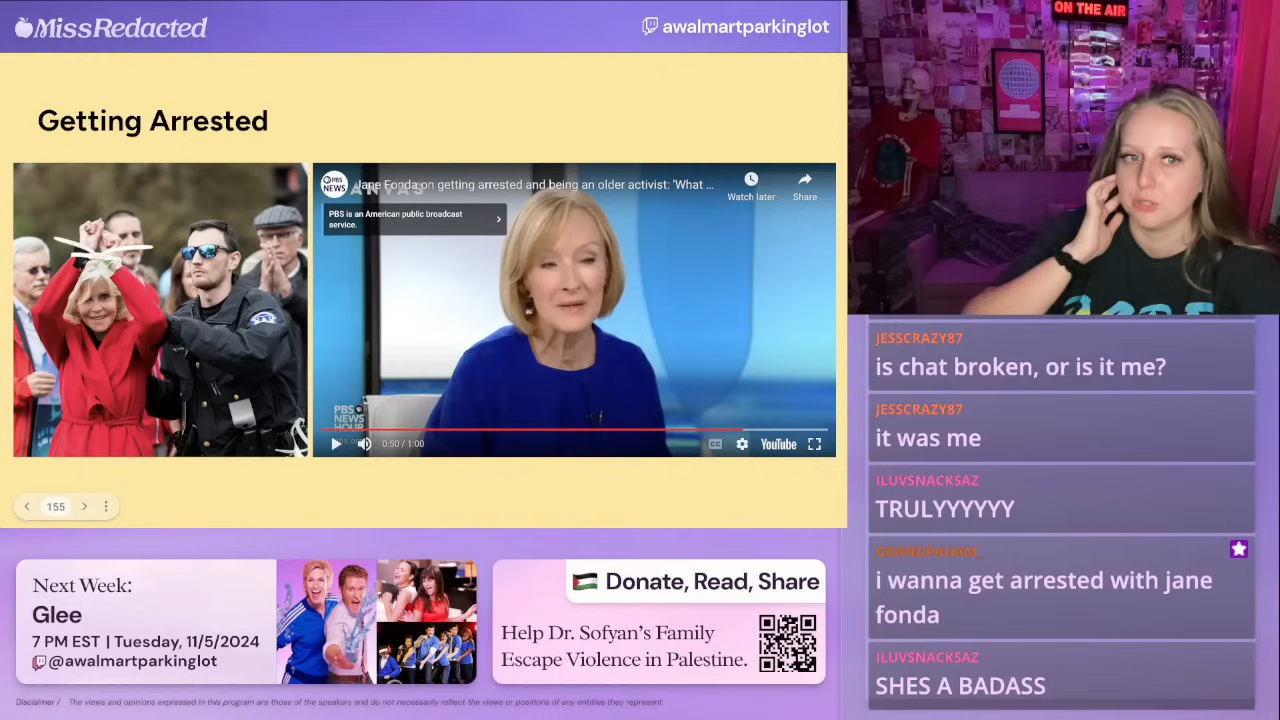 MissRedacted
awalmartparkinglot
ON THE AIR
Getting Arrested
PBS NEWS
Jane Fonda on getting arrested and being an older activist: 'What ...
Watch later
Share
PBS is an American public broadcast
service.
PBS
NEWS
HOUR
0:50 / 1:00
CC
YouTube
155
JESSCRAZY87
is chat broken, or is it me?
JESSCRAZY87
it was me
ILUVSNACKSAZ
TRULYYYYYY
GRANDPAHAM_
i wanna get arrested with jane
fonda
ILUVSNACKSAZ
SHES A BADASS
Next Week:
Glee
7 PM EST | Tuesday, 11/5/2024
@awalmartparkinglot
Donate, Read, Share
Help Dr. Sofyan's Family
Escape Violence in Palestine.
Disclaimer / The views and opinions expressed in this program are those of the speakers and do not necessarily reflect the views or positions of any entities they represent.